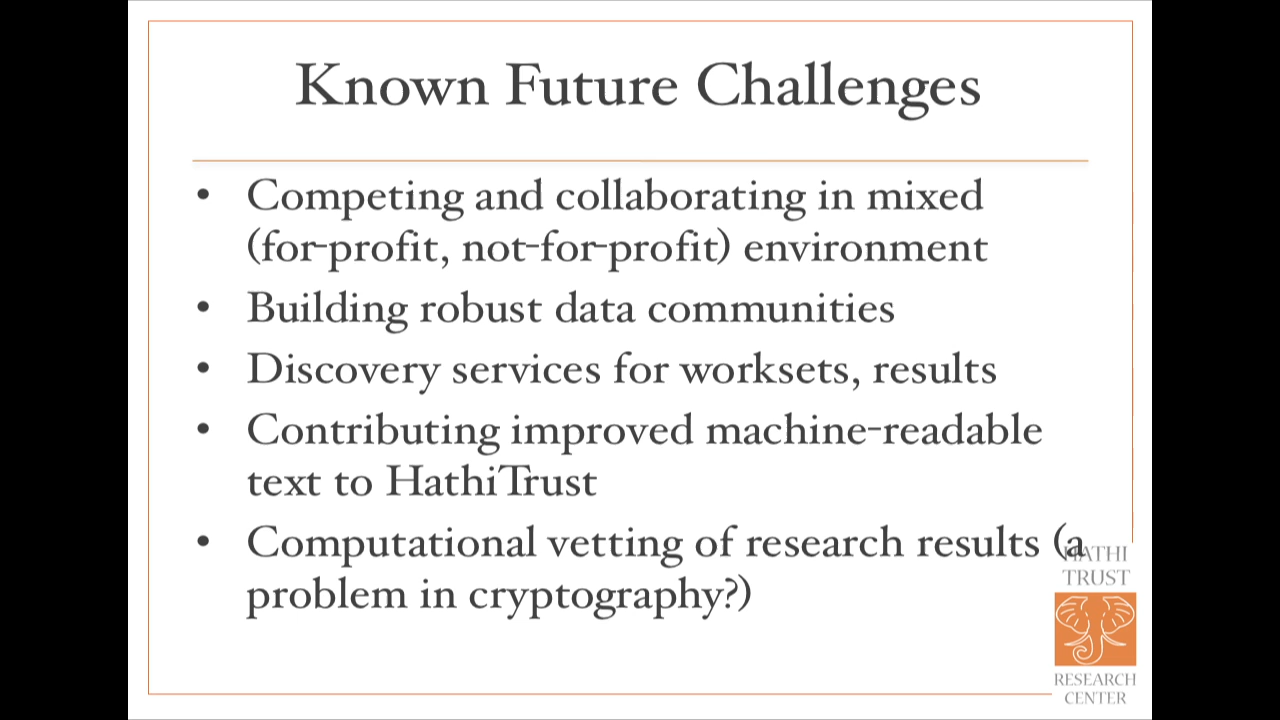 Known Future Challenges
• Competing and collaborating in mixed
(for-profit, not-for-profit) environment
• Building robust data communities
• Discovery services for worksets, results
• Contributing improved machine-readable
text to HathiTrust
• Computational vetting of research results (a
problem in cryptography?)
HATHI
TRUST
RESEARCH
CENTER